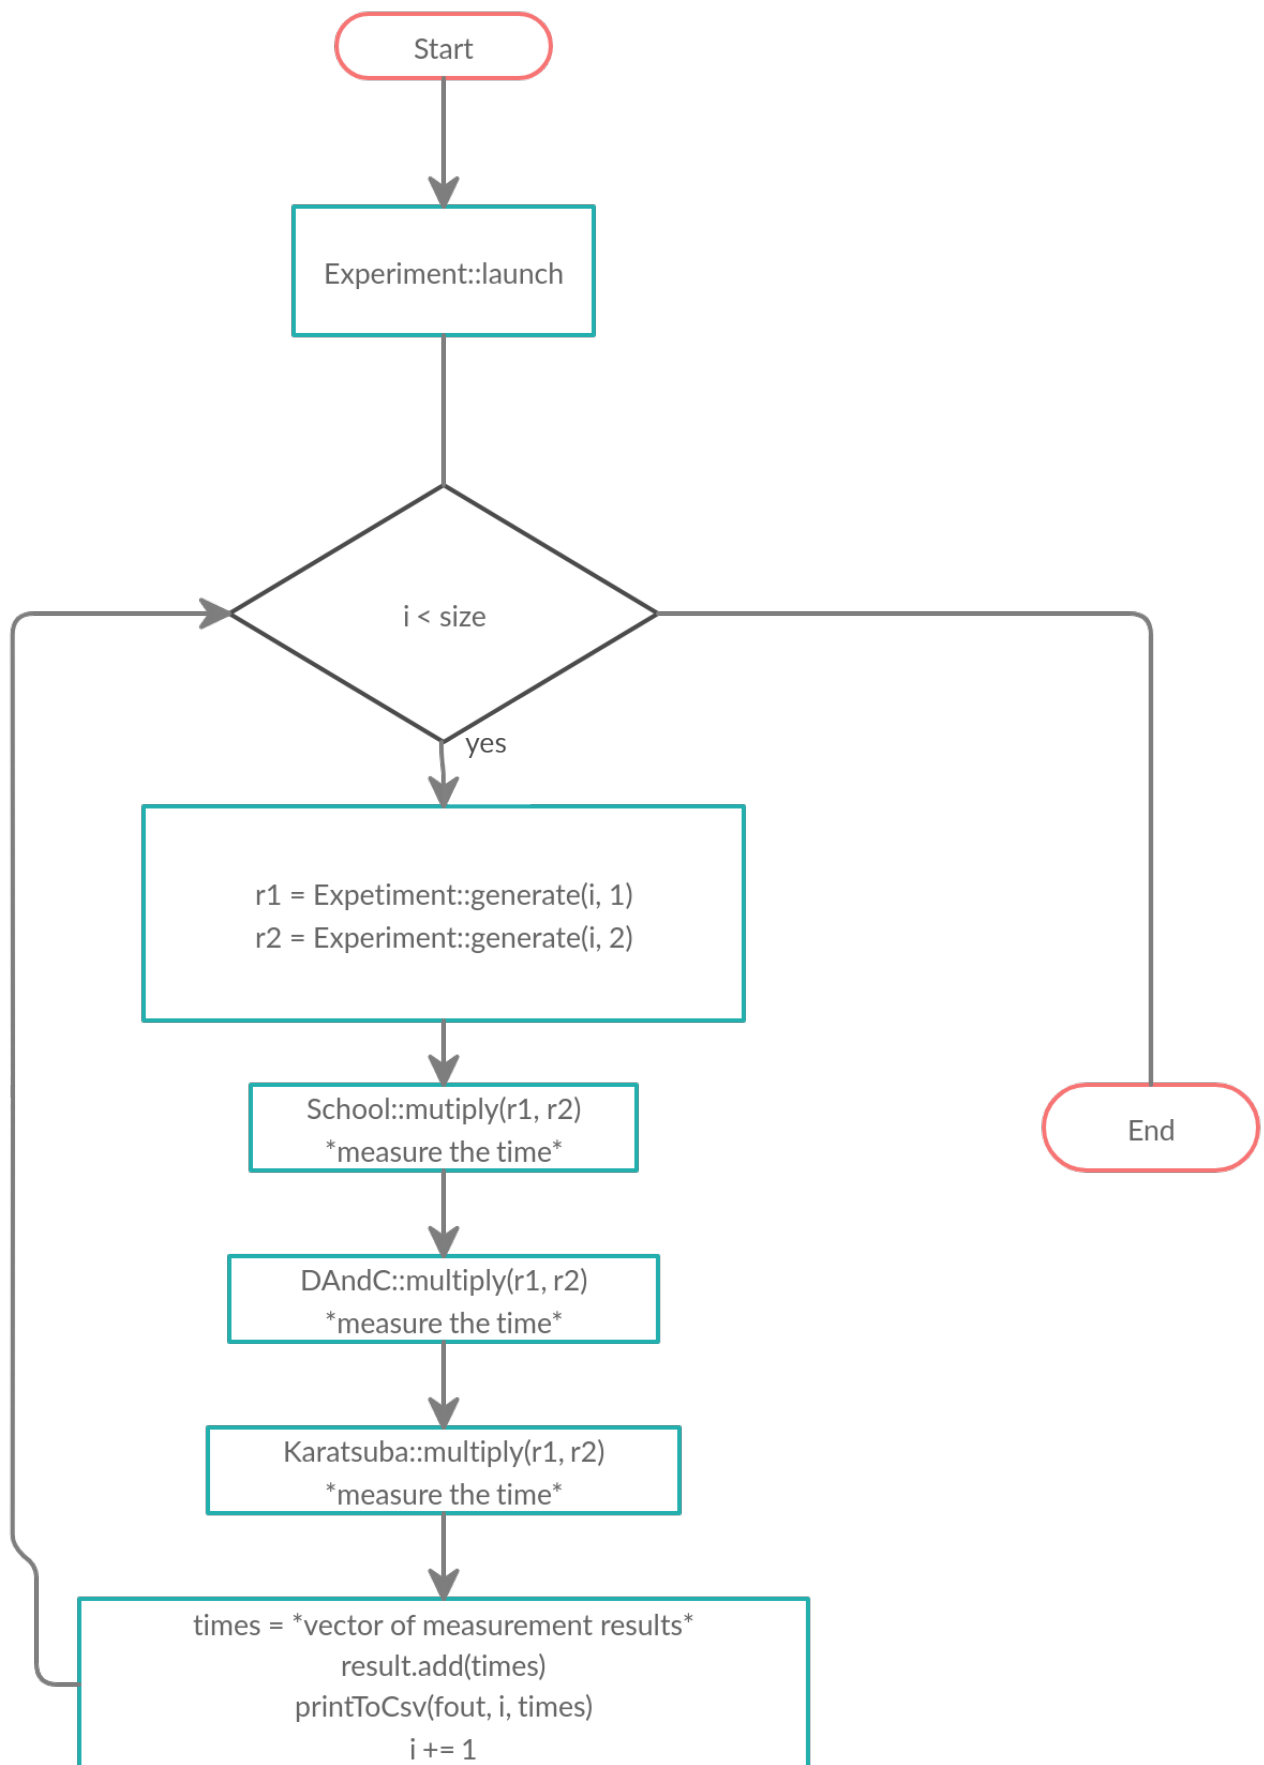 Start
Experiment::launch
i < size
yes
r1 = Expetiment::generate(i, 1)
r2 = Experiment::generate(i, 2)
School::mutiply(r1, r2)
*measure the time*
End
DAndC::multiply(r1, r2)
*measure the time*
Karatsuba::multiply(r1, r2)
*measure the time*
times = *vector of measurement results*
result.add(times)
printToCsv(fout, i, times)
i += 1